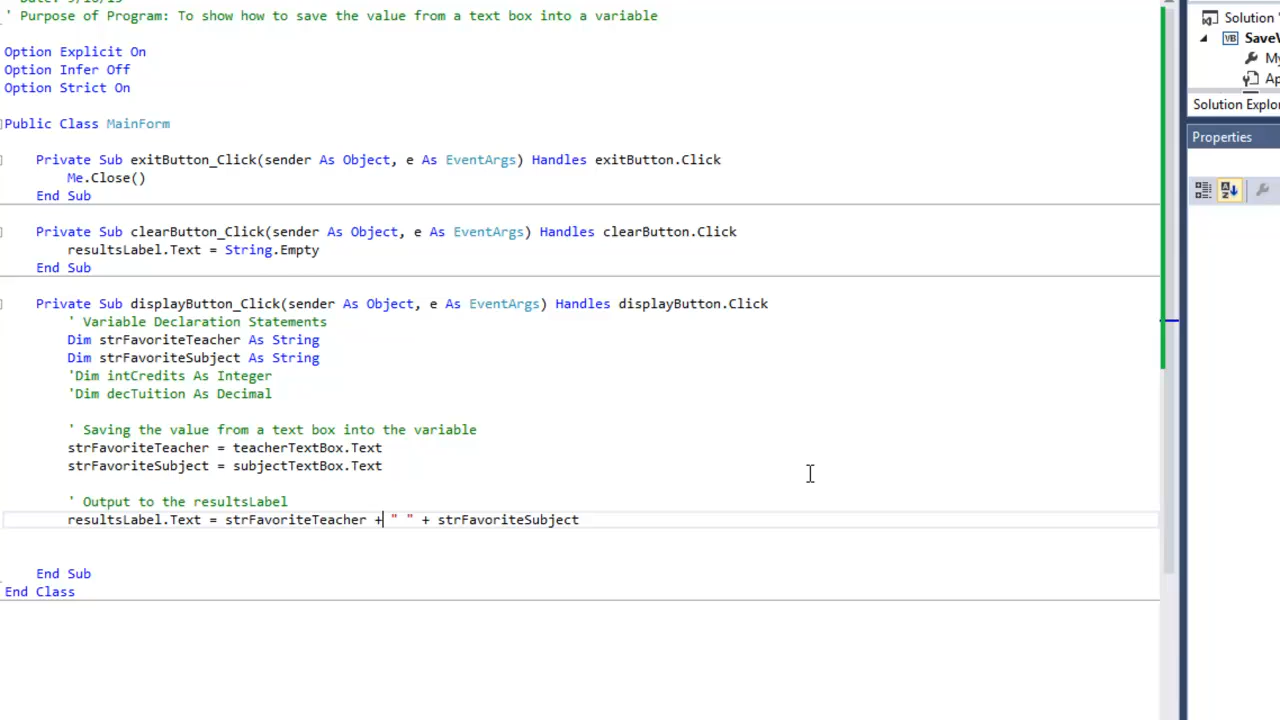 ' Purpose of Program: To show how to save the value from a text box into a variable
Option Explicit On
Option Infer Off
Option Strict On
Public Class MainForm
Private Sub exitButton_Click(sender As Object, e As EventArgs) Handles exitButton.Click
Me.Close()
End Sub
Private Sub clearButton_Click(sender As Object, e As EventArgs) Handles clearButton.Click
resultsLabel.Text = String.Empty
End Sub
Private Sub displayButton_Click(sender As Object, e As EventArgs) Handles displayButton.Click
' Variable Declaration Statements
Dim strFavoriteTeacher As String
Dim strFavoriteSubject As String
'Dim intCredits As Integer
'Dim decTuition As Decimal
' Saving the value from a text box into the variable
strFavoriteTeacher = teacherTextBox.Text
strFavoriteSubject = subjectTextBox.Text
' Output to the resultsLabel
resultsLabel.Text = strFavoriteTeacher + " " + strFavoriteSubject
End Sub
End Class
Solution '
VB SaveV
My
Ap
Solution Explor
Properties